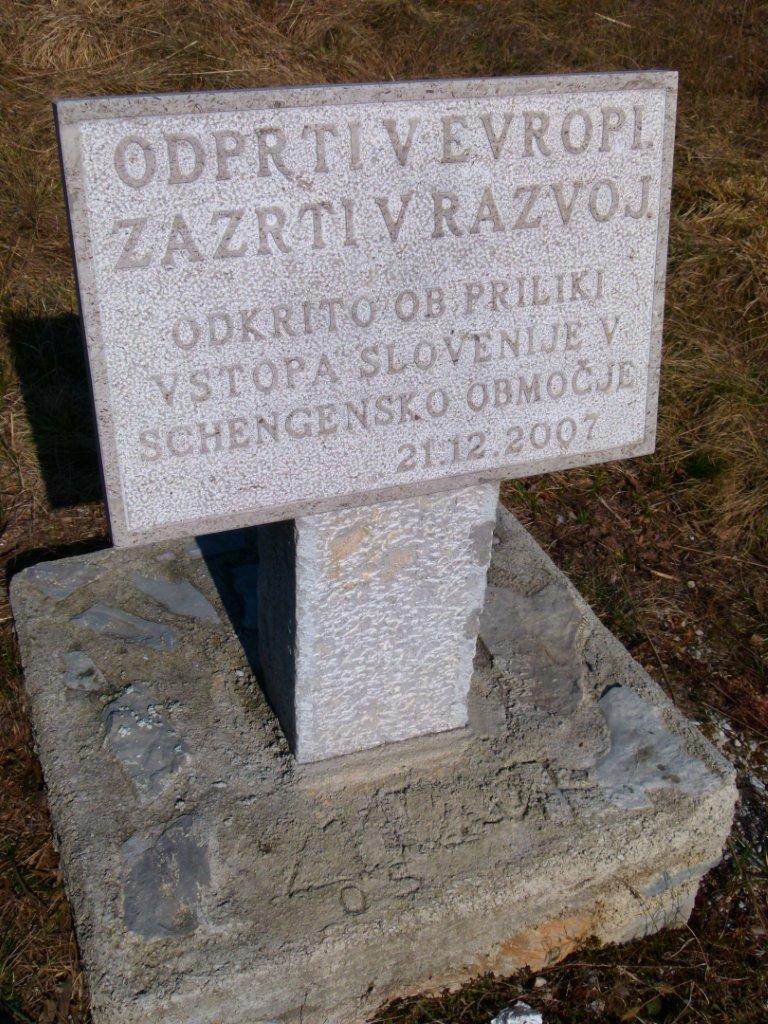 ODPRTI V EVROPI.
ZAZRTI V RAZVOJ.
ODKRITO OB PRILIKI
VSTOPA SLOVENIJE V
SCHENGENSKO OBMOČJE
21.12.2007